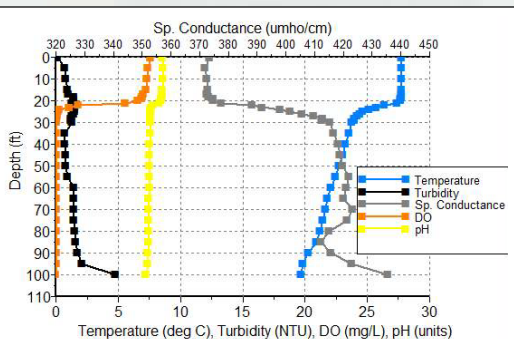 Sp. Conductance (umho/cm)
320 330 340 350 360 370 380 390 400 410 420 430 440 450
Depth (ft)
0
10
20
30
40
50
60
70
80
90
100
110
Temperature
Turbidity
Sp. Conductance
DO
pH
0 5 10 15 20 25 30
Temperature (deg C), Turbidity (NTU), DO (mg/L), pH (units)